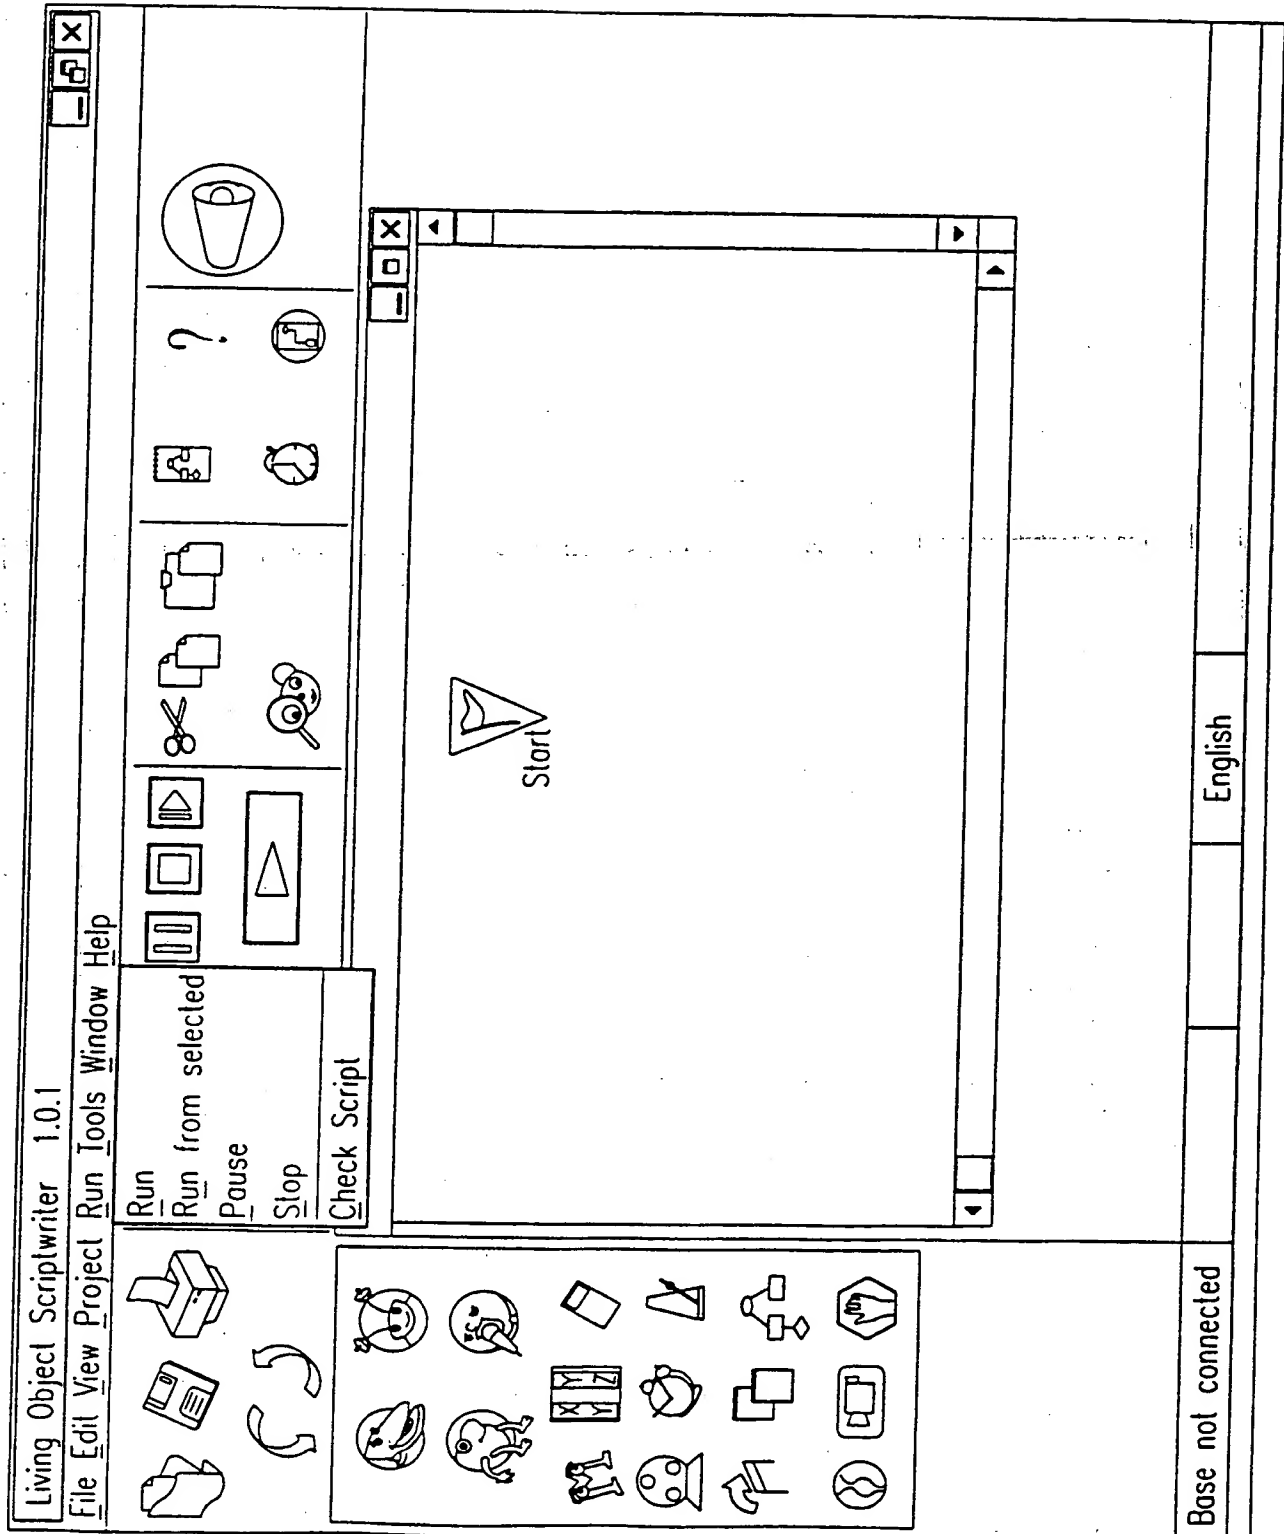 Living Object Scriptwriter 1.0.1
File Edit View Project Run Tools Window Help
Run
Run from selected
Pause
Stop
Check Script
?
Start
X Y
Y Z
Base not connected
English